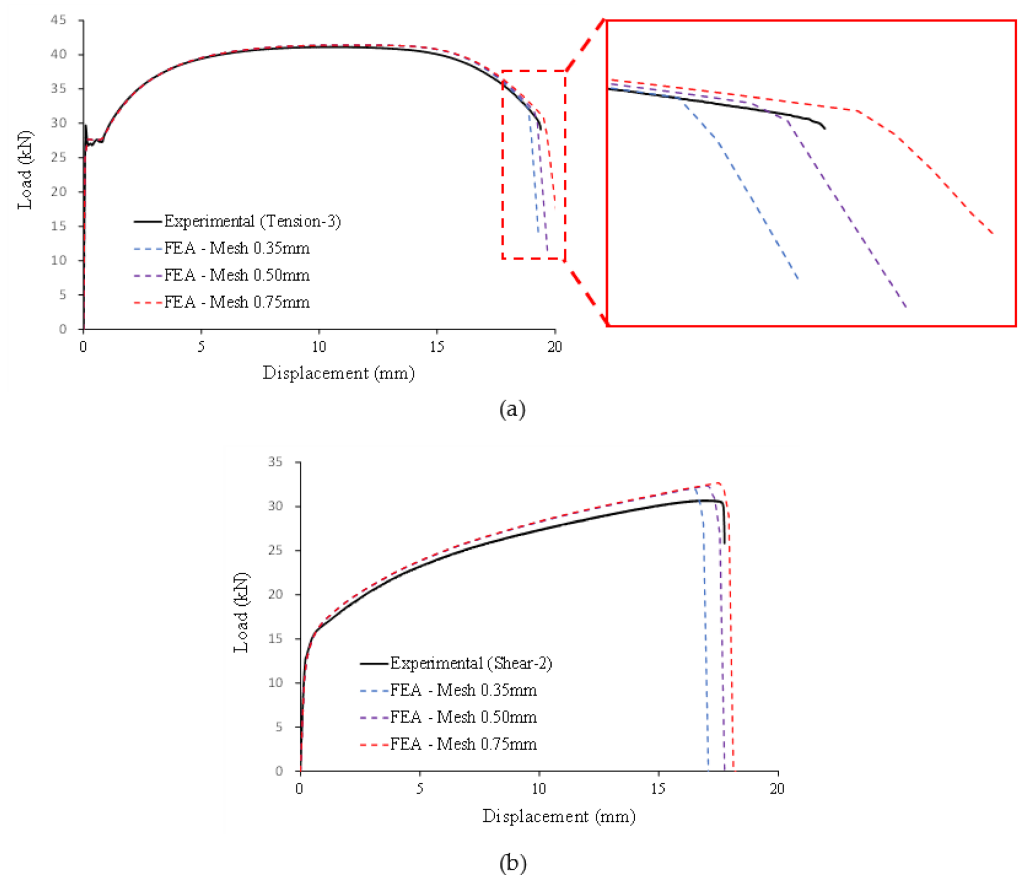 45
40
35
30
25
20
15
10
5
0
Load (kN)
Experimental (Tension-3)
FEA - Mesh 0.35mm
FEA - Mesh 0.50mm
FEA - Mesh 0.75mm
0 5 10 15 20
Displacement (mm)
(a)
35
30
25
20
15
10
5
0
Load (kN)
Experimental (Shear-2)
FEA - Mesh 0.35mm
FEA - Mesh 0.50mm
FEA - Mesh 0.75mm
0 5 10 15 20
Displacement (mm)
(b)